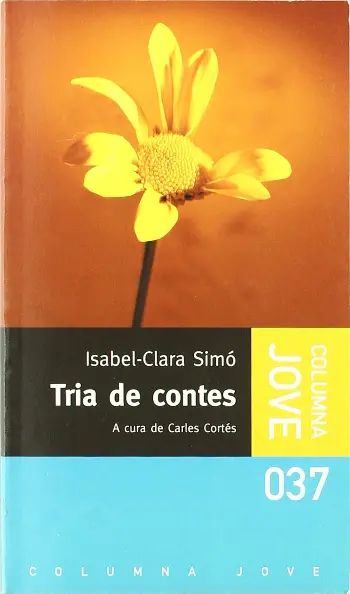 Isabel-Clara Simó
Tria de contes
A cura de Carles Cortés
COLUMNA
JOVE
037
COLUMNA JOVE